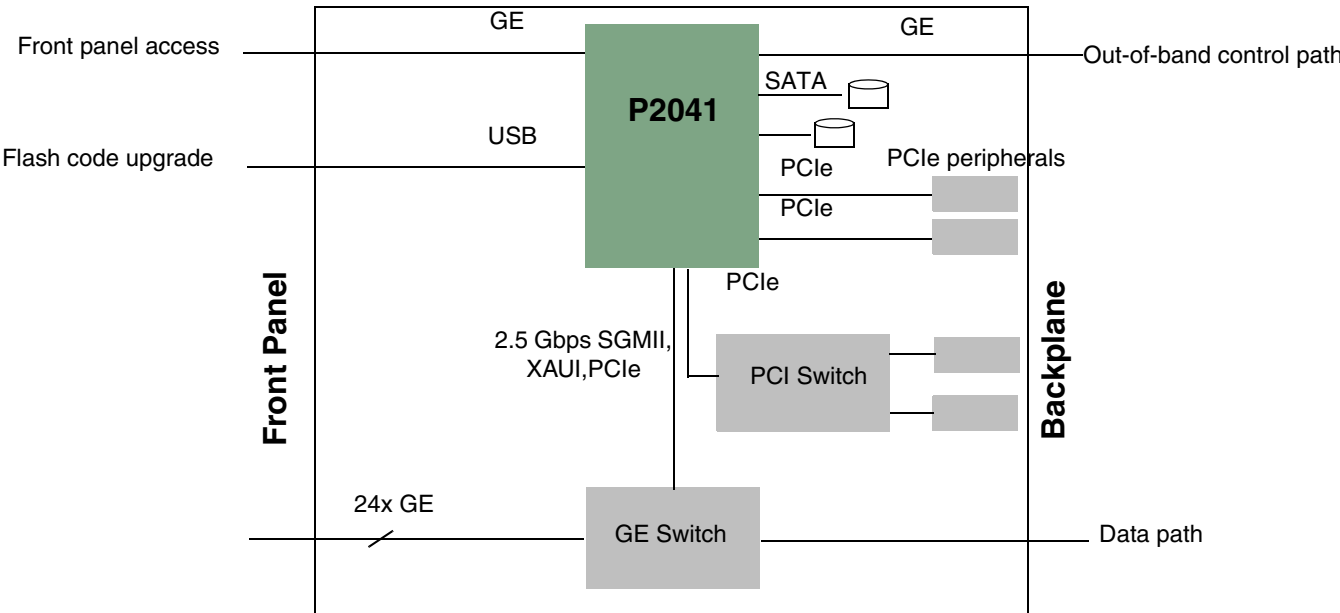 GE
GE
Front panel access
Out-of-band control path
SATA
P2041
USB
Flash code upgrade
PCIe
PCIe peripherals
PCIe
PCIe
Front Panel
Backplane
2.5 Gbps SGMII,
XAUI,PCIe
PCI Switch
24x GE
GE Switch
Data path